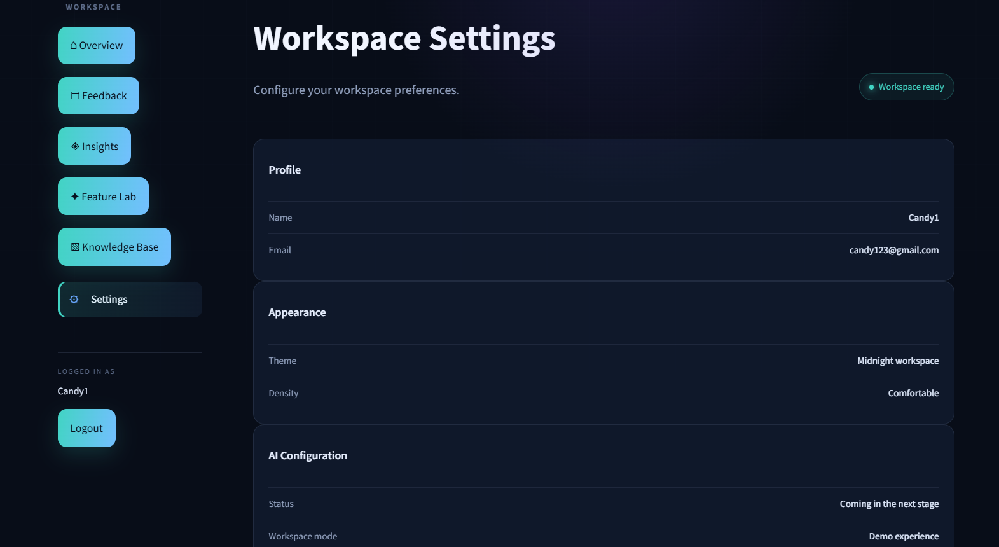 WORKSPACE
Overview
Feedback
Insights
Feature Lab
Knowledge Base
Settings
LOGGED IN AS
Candy1
Logout
Workspace Settings
Configure your workspace preferences.
Workspace ready
Profile
Name Candy1
Email candy123@gmail.com
Appearance
Theme Midnight workspace
Density Comfortable
AI Configuration
Status Coming in the next stage
Workspace mode Demo experience